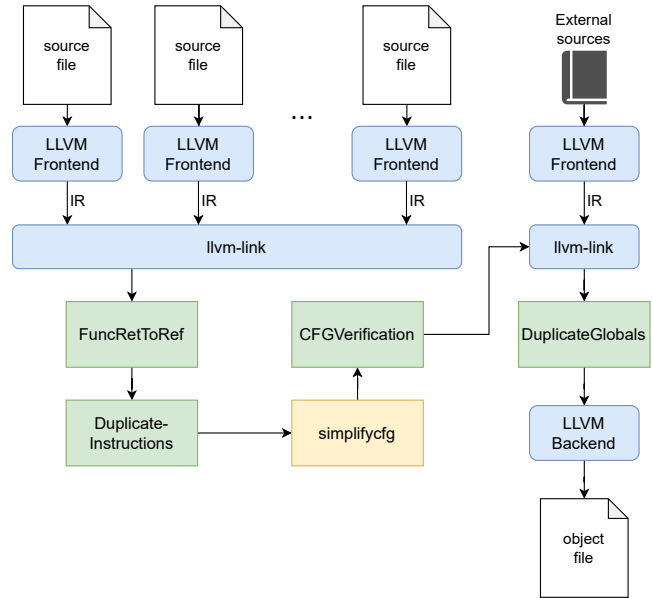 source
file
source
file
source
file
External
sources
...
LLVM
Frontend
LLVM
Frontend
LLVM
Frontend
LLVM
Frontend
IR
IR
IR
IR
llvm-link
llvm-link
FuncRetToRef
CFGVerification
DuplicateGlobals
Duplicate-
Instructions
simplifycfg
LLVM
Backend
object
file